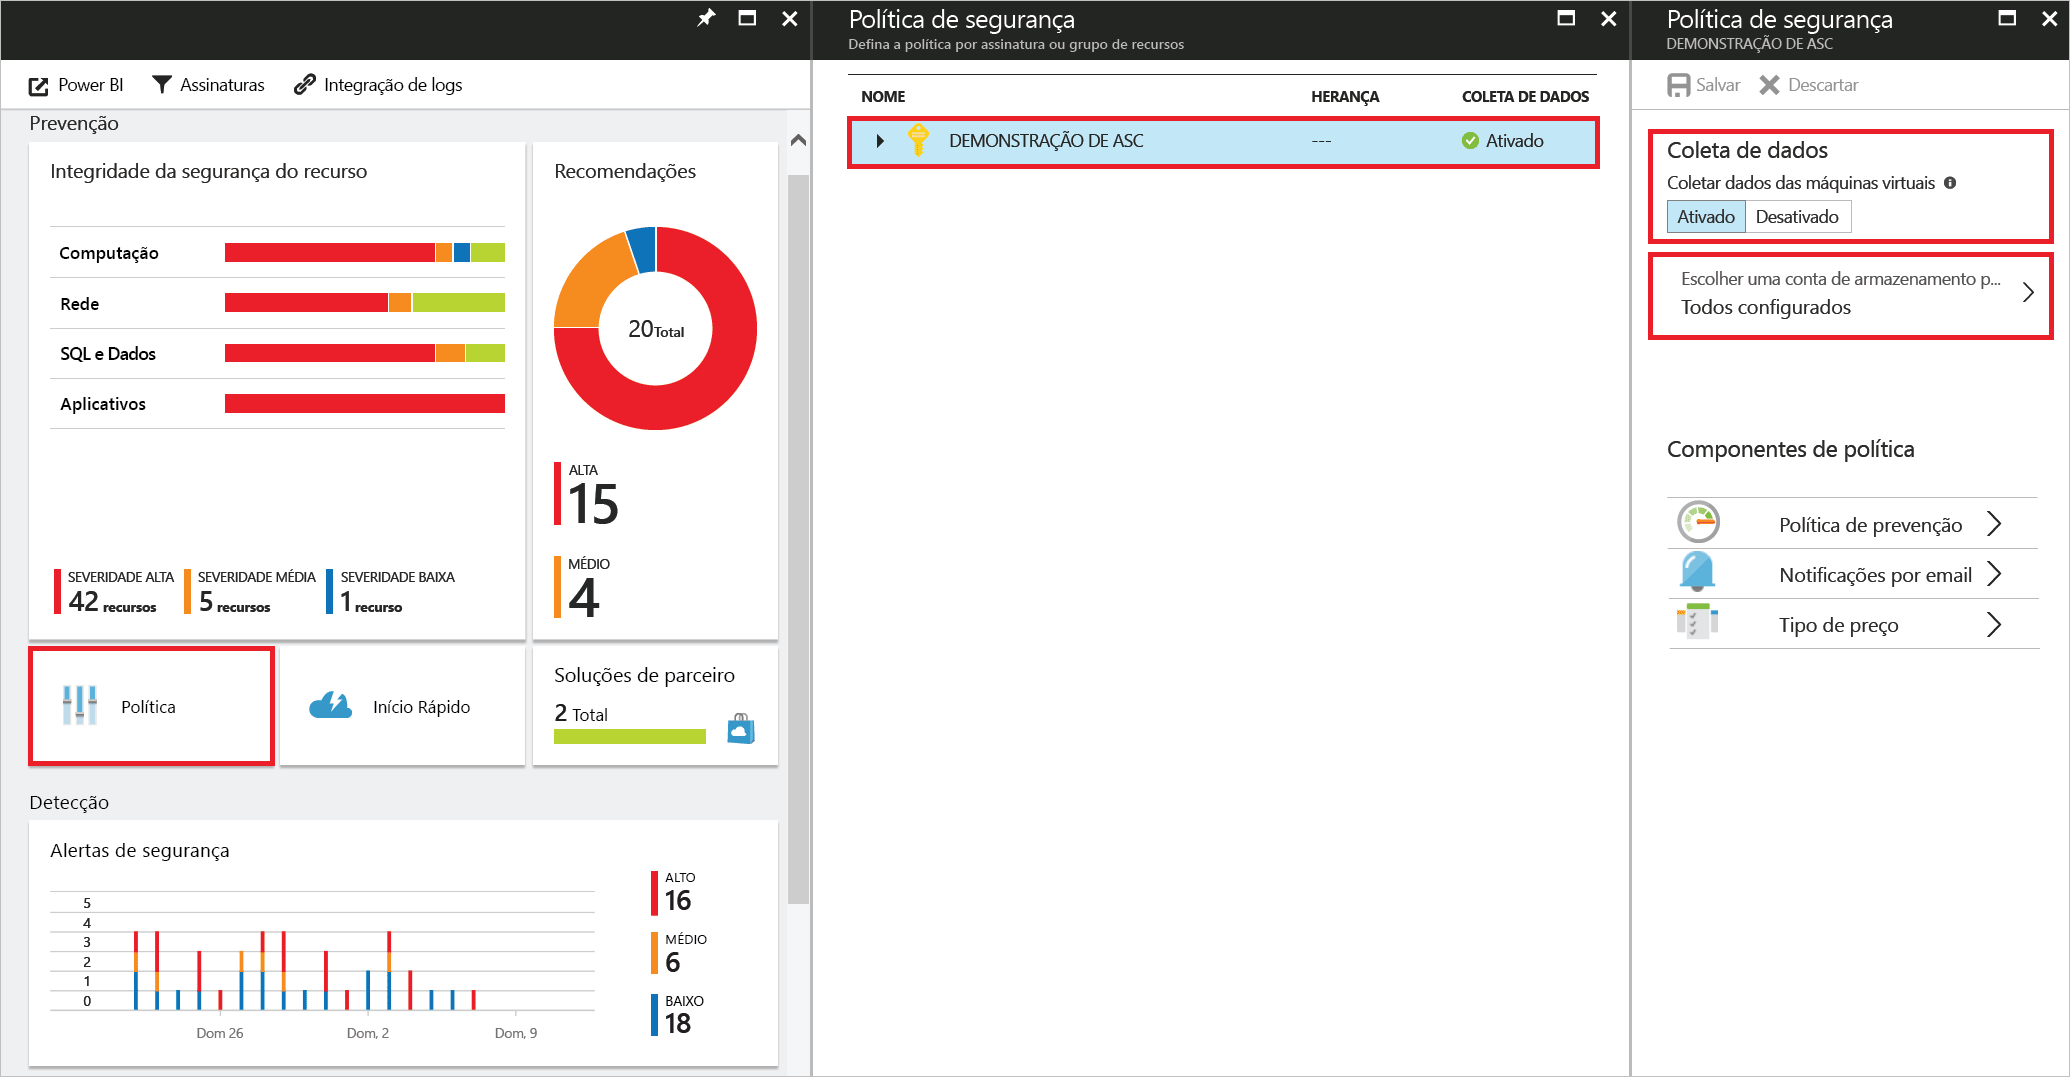 Power BI
Assinaturas
Integração de logs
Prevenção
Integridade da segurança do recurso
Computação
Rede
SQL e Dados
Aplicativos
SEVERIDADE ALTA
42 recursos
SEVERIDADE MÉDIA
5 recursos
SEVERIDADE BAIXA
1 recurso
Recomendações
20 Total
ALTA
15
MÉDIO
4
Política
Início Rápido
Soluções de parceiro
2 Total
Detecção
Alertas de segurança
5
4
3
2
1
0
Dom 26
Dom, 2
Dom, 9
ALTO
16
MÉDIO
6
BAIXO
18
Política de segurança
Defina a política por assinatura ou grupo de recursos
NOME HERANÇA COLETA DE DADOS
DEMONSTRAÇÃO DE ASC --- Ativado
Política de segurança
DEMONSTRAÇÃO DE ASC
Salvar
Descartar
Coleta de dados
Coletar dados das máquinas virtuais
Ativado Desativado
Escolher uma conta de armazenamento p...
Todos configurados
Componentes de política
Política de prevenção
Notificações por email
Tipo de preço